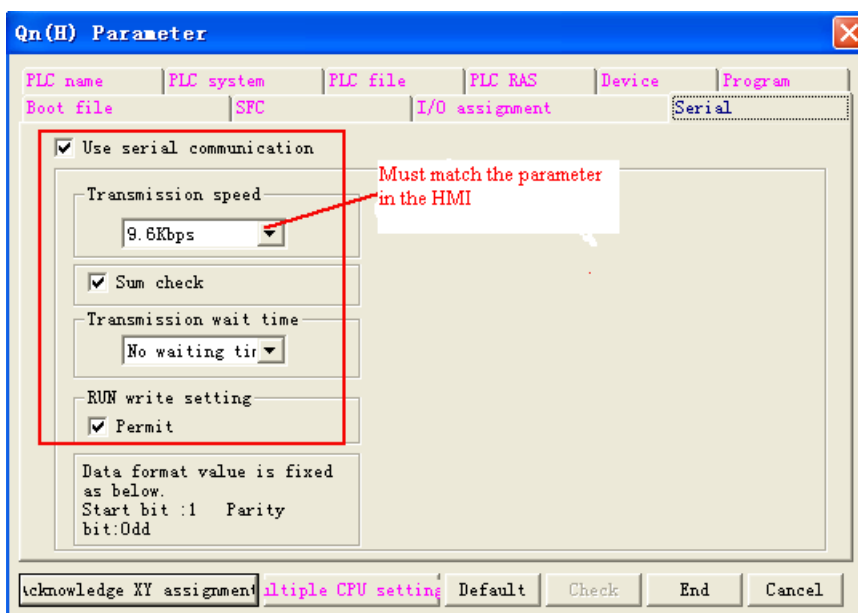 Qn(H) Parameter
PLC name PLC system PLC file PLC RAS Device Program
Boot file SFC I/O assignment Serial
Use serial communication
Must match the parameter
in the HMI
Transmission speed
9.6Kbps
Sum check
Transmission wait time
No waiting tir
RUN write setting
Permit
Data format value is fixed
as below.
Start bit :1 Parity
bit:Odd
cknowledge XY assignment ultiple CPU setting Default Check End Cancel